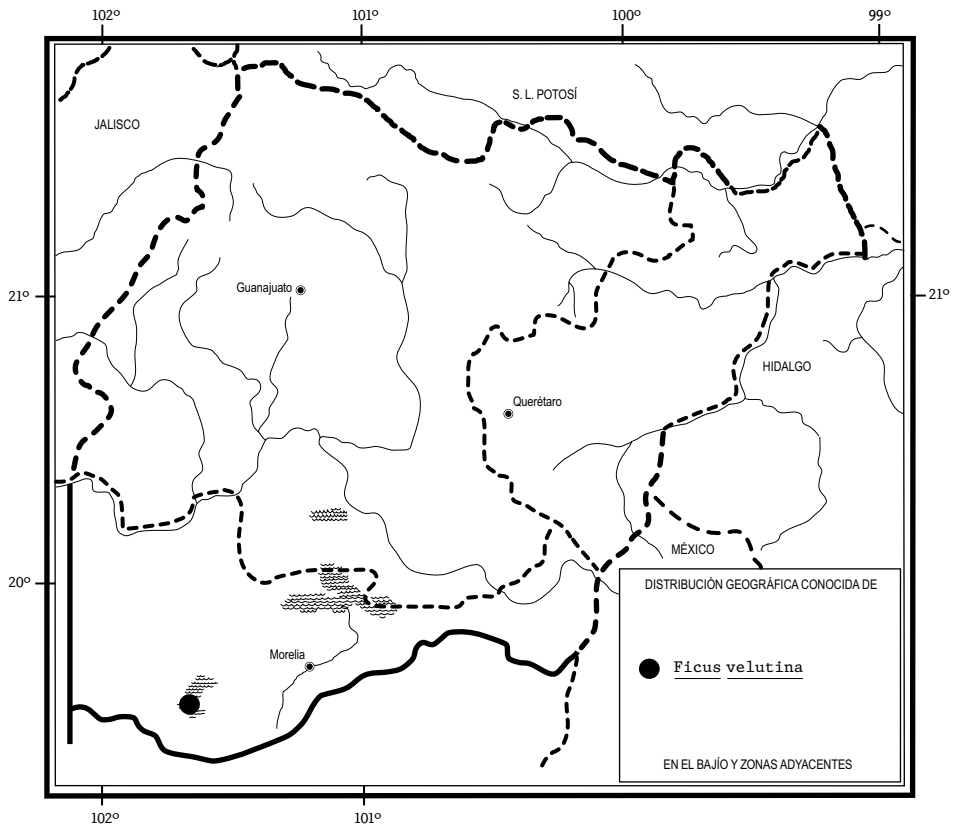 102º 101º 100º 99º
S. L. POTOSÍ
JALISCO
Guanajuato
21º
21º
HIDALGO
Querétaro
MÉXICO
20º
DISTRIBUCIÓN GEOGRÁFICA CONOCIDA DE
Morelia
Ficus velutina
EN EL BAJÍO Y ZONAS ADYACENTES
102º 101º